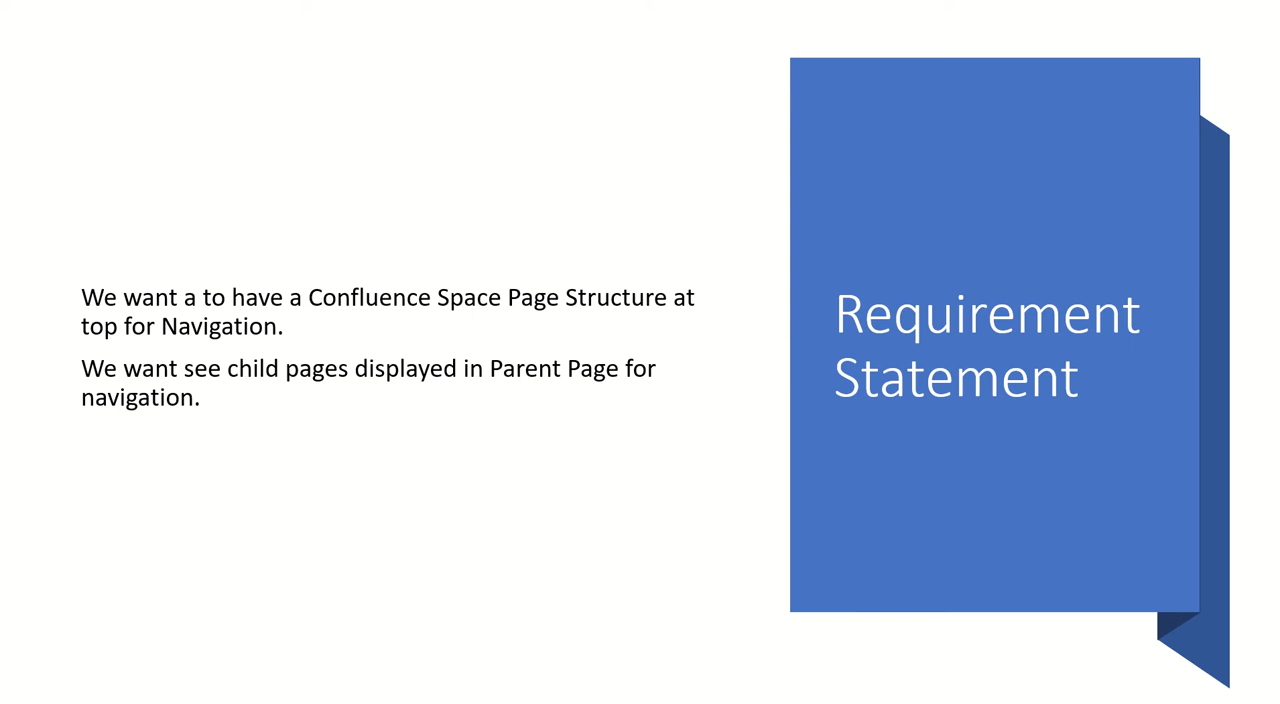 We want a to have a Confluence Space Page Structure at
top for Navigation.
We want see child pages displayed in Parent Page for
navigation.
Requirement
Statement